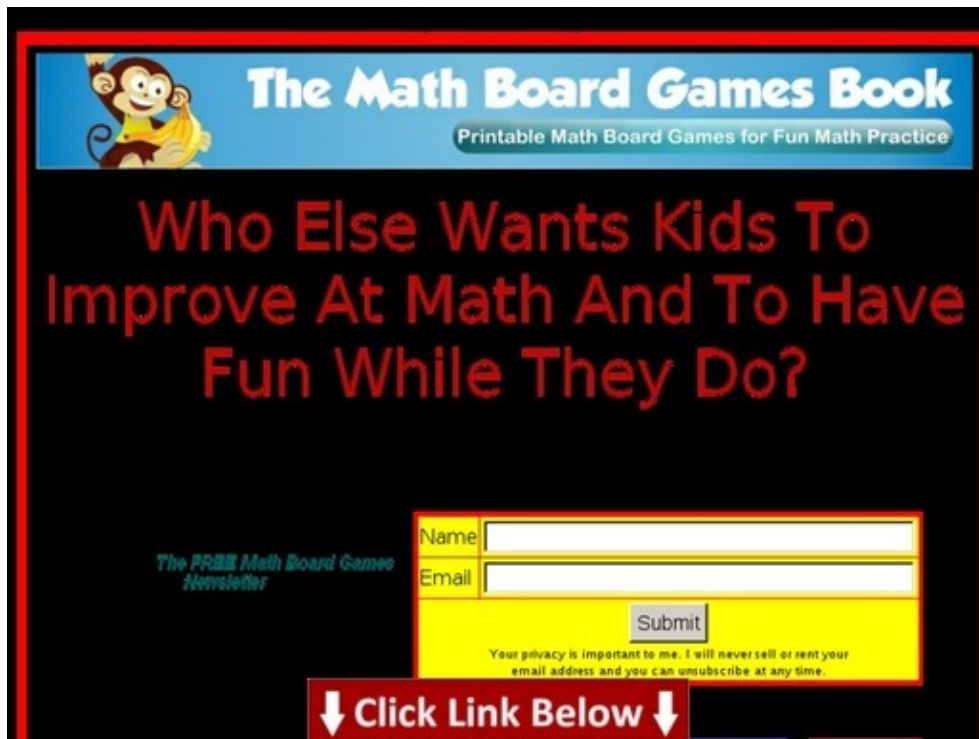 The Math Board Games Book
Printable Math Board Games for Fun Math Practice
Who Else Wants Kids To
Improve At Math And To Have
Fun While They Do?
The FREE Math Board Games
Newsletter
Name
Email
Submit
Your privacy is important to me. I will never sell or rent your
email address and you can unsubscribe at any time.
Click Link Below